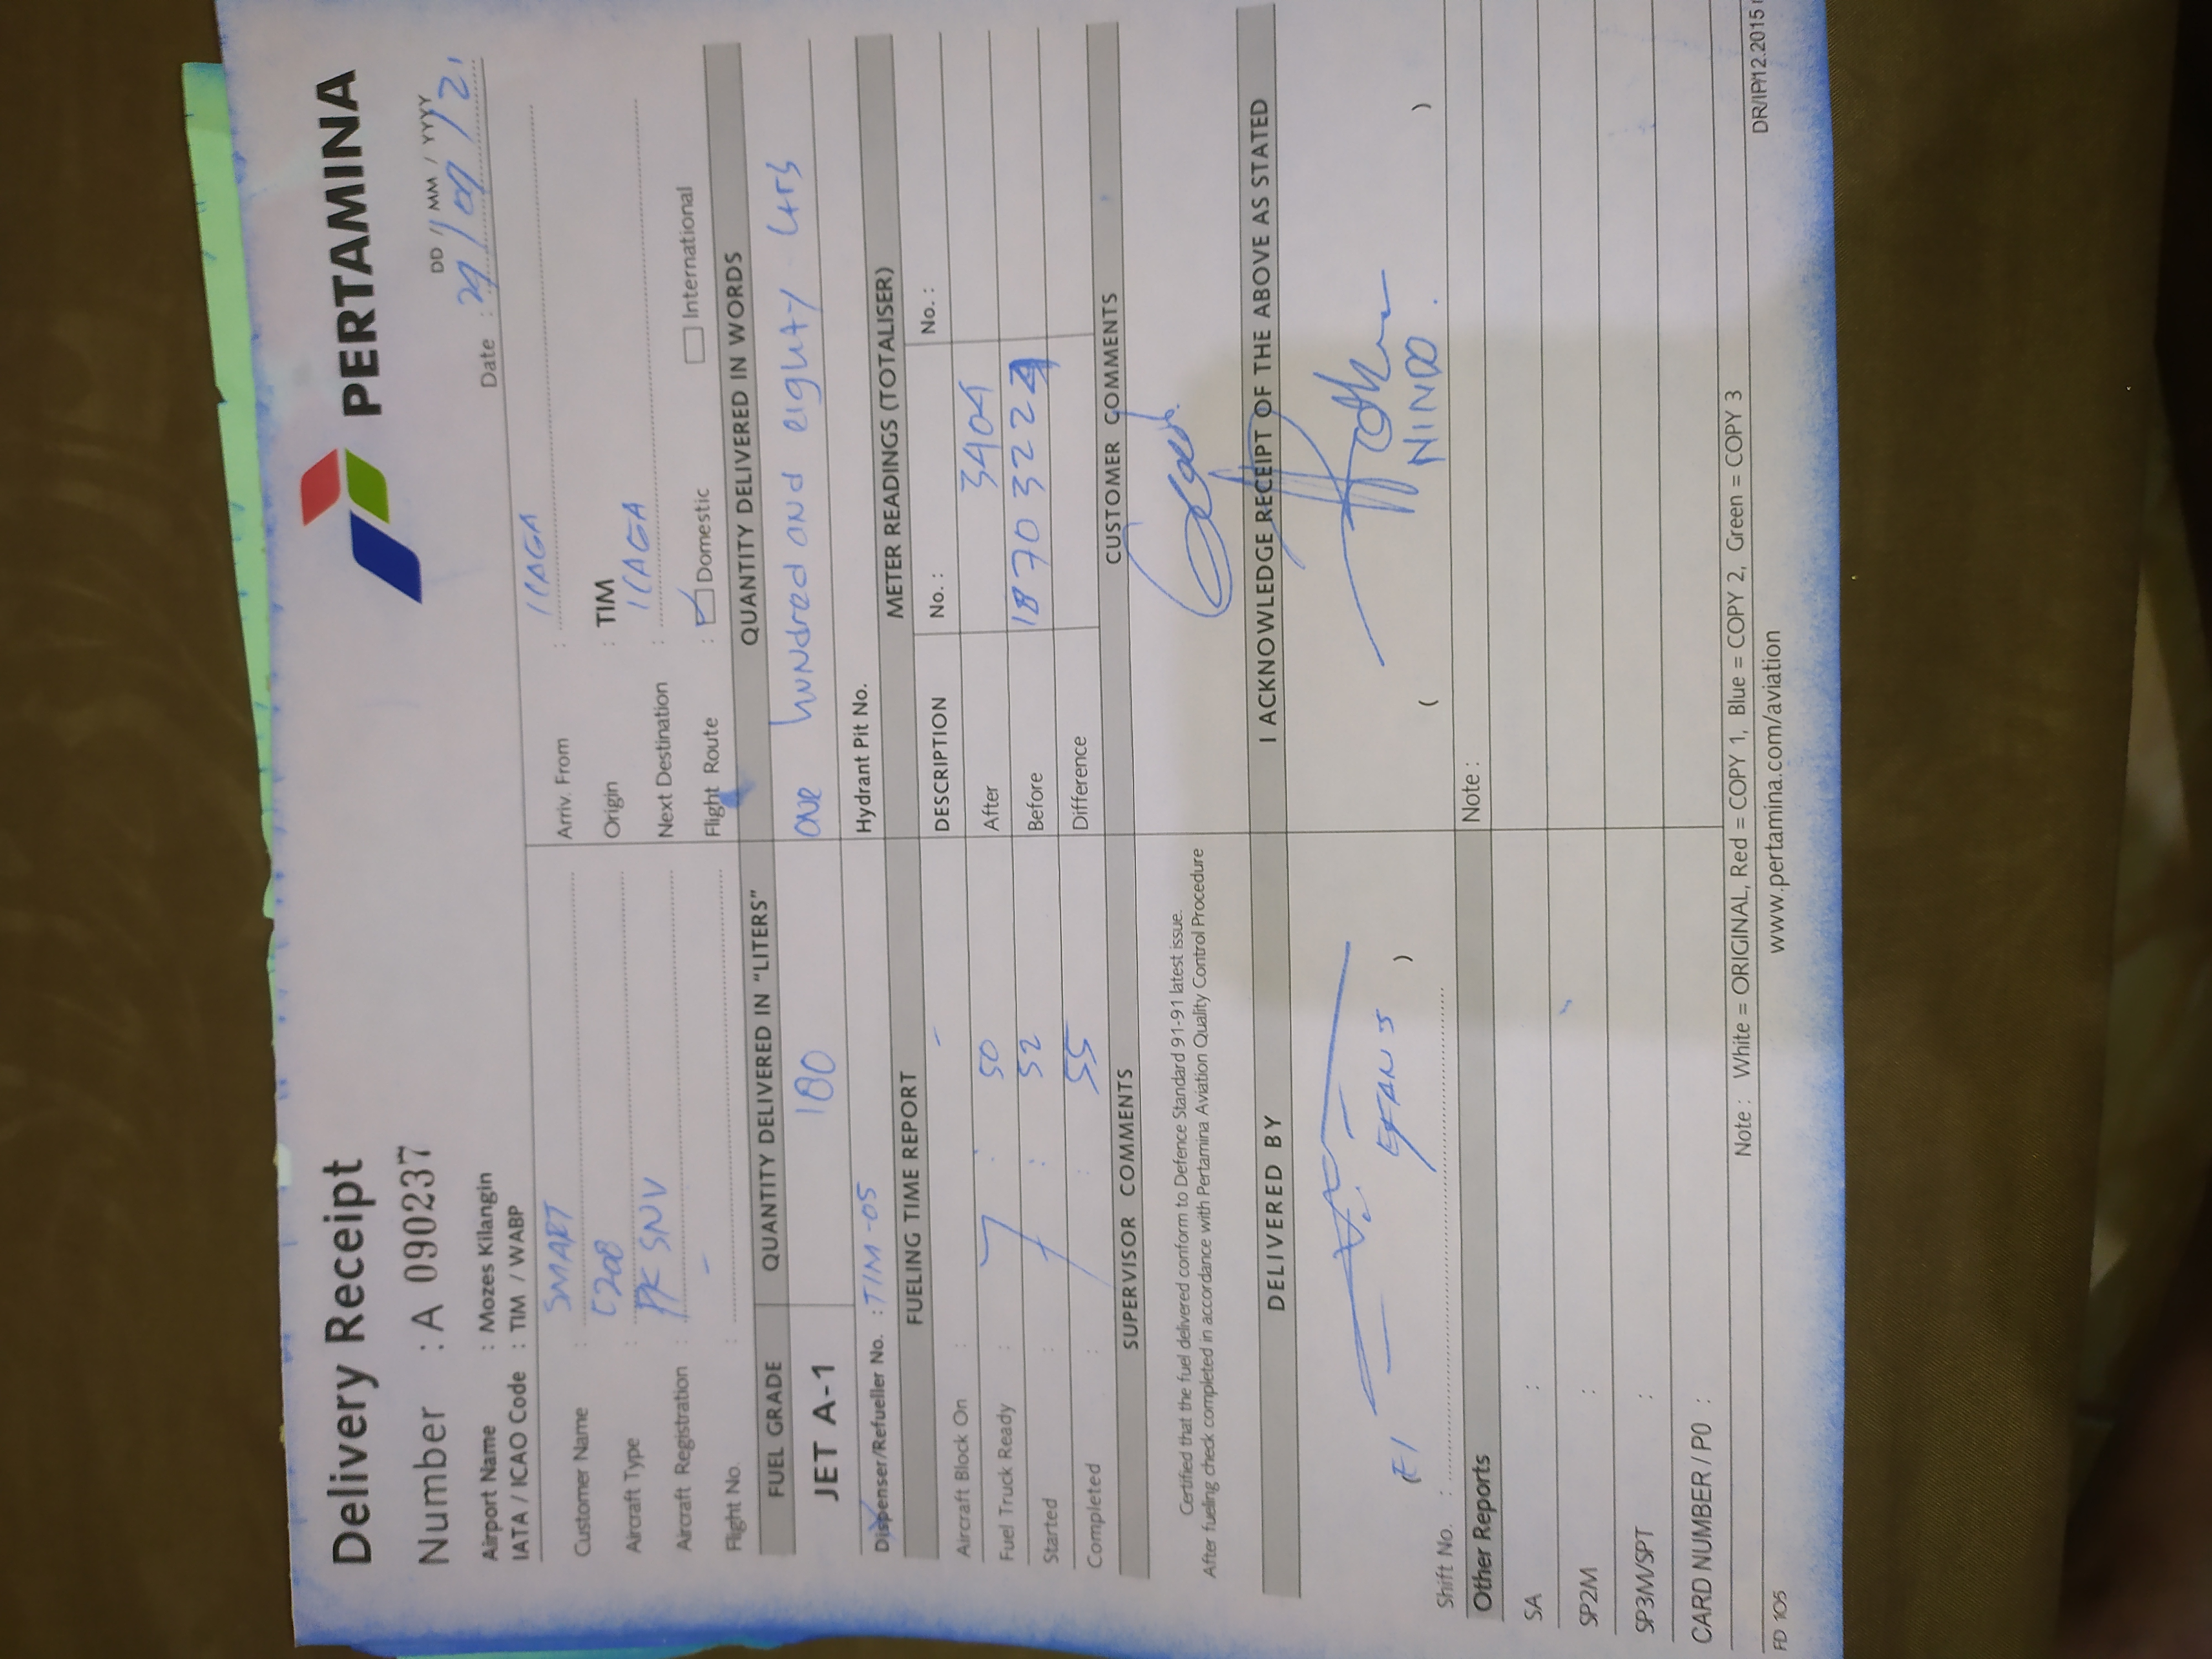 Delivery Receipt
PERTAMINA
Number : A 090237
DD / MM / YYYY
Date :
Airport Name : Mozes Kilangin
IATA / ICAO Code : TIM / WABP
Customer Name : SMART
Arriv. From :
Aircraft Type : C208
Origin : TIM
Aircraft Registration : PK SNV
Next Destination :
Flight No. : -
Flight Route : Domestic International
FUEL GRADE QUANTITY DELIVERED IN "LITERS" QUANTITY DELIVERED IN WORDS
JET A-1 180 one hundred and eighty Ltrs
Dispenser/Refueller No. : TIM-05 Hydrant Pit No.
FUELING TIME REPORT METER READINGS (TOTALISER)
Aircraft Block On : - DESCRIPTION No. : No. :
Fuel Truck Ready : 7 : 50 After 3404
Started : : 52 Before 18703224
Completed : : 55 Difference
SUPERVISOR COMMENTS CUSTOMER COMMENTS
Certified that the fuel delivered conform to Defence Standard 91-91 latest issue.
After fueling check completed in accordance with Pertamina Aviation Quality Control Procedure
DELIVERED BY I ACKNOWLEDGE RECEIPT OF THE ABOVE AS STATED
( ) ( NINDO. )
Shift No. :
Other Reports Note :
SA :
SP2M :
SP3M/SPT :
CARD NUMBER / PO :
Note : White = ORIGINAL, Red = COPY 1, Blue = COPY 2, Green = COPY 3
FD 105 www.pertamina.com/aviation DR/IP/12.2015